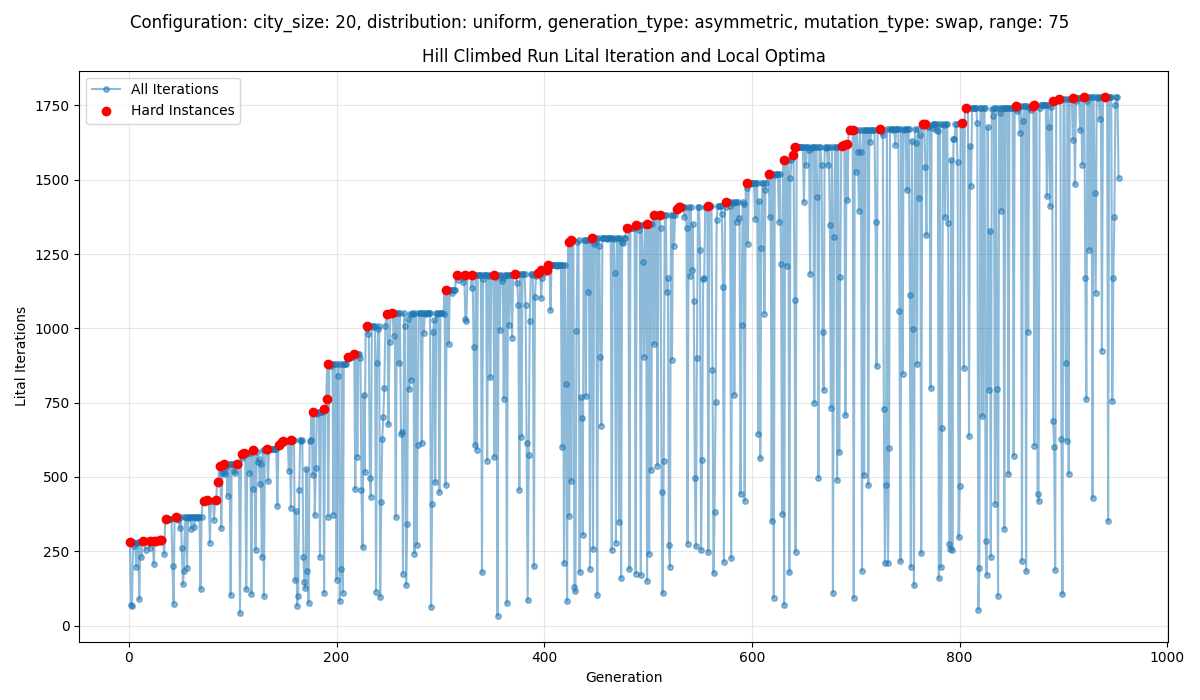 Configuration: city_size: 20, distribution: uniform, generation_type: asymmetric, mutation_type: swap, range: 75
Hill Climbed Run Lital Iteration and Local Optima
All Iterations
Hard Instances
1750
1500
1250
1000
750
500
250
0
Lital Iterations
0 200 400 600 800 1000
Generation